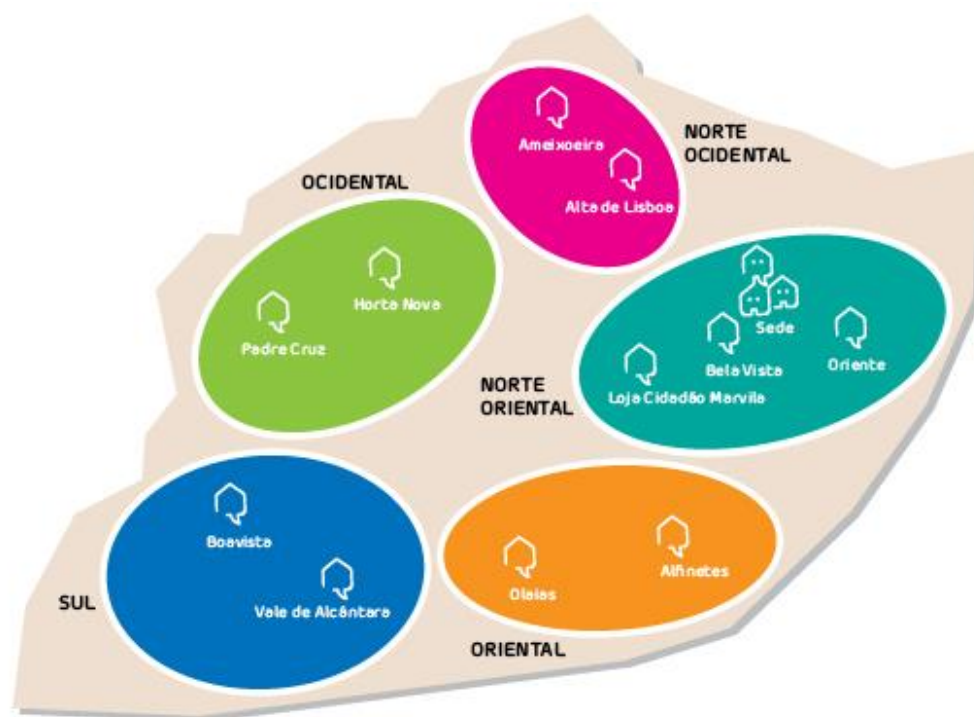 NORTE
OCIDENTAL
Ameixoeira
Alta de Lisboa
OCIDENTAL
Horta Nova
Padre Cruz
NORTE
ORIENTAL
Sede
Bela Vista
Oriente
Loja Cidadão Marvila
SUL
Boavista
Vale de Alcântara
Olaias
Alfinetes
ORIENTAL